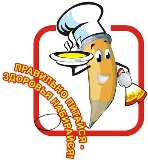 ПРАВИЛЬНО ПИТАЙСЯ -
ЗДОРОВЬЯ НАБИРАЙСЯ!